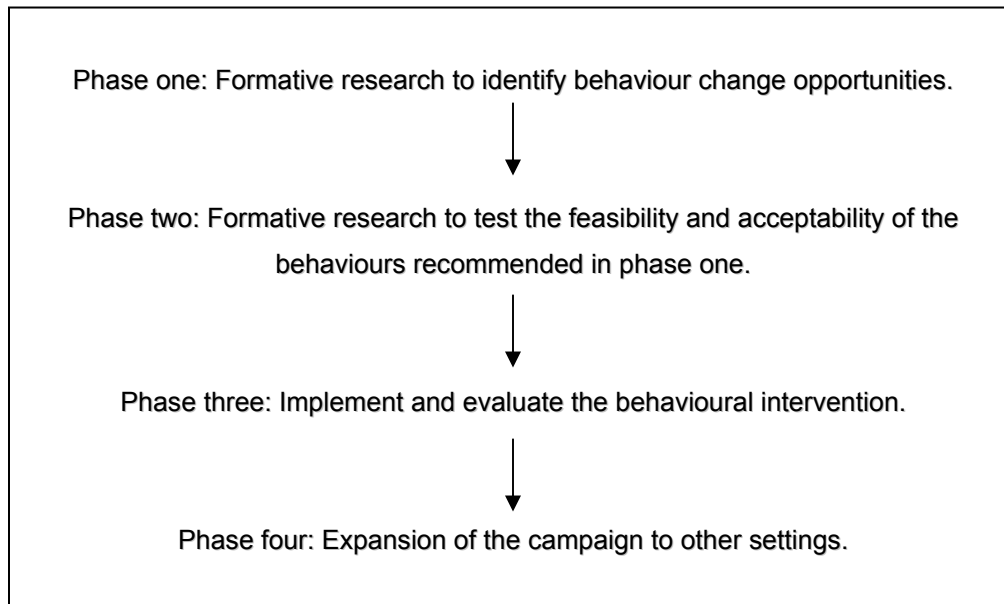 Phase one: Formative research to identify behaviour change opportunities.
Phase two: Formative research to test the feasibility and acceptability of the
behaviours recommended in phase one.
Phase three: Implement and evaluate the behavioural intervention.
Phase four: Expansion of the campaign to other settings.